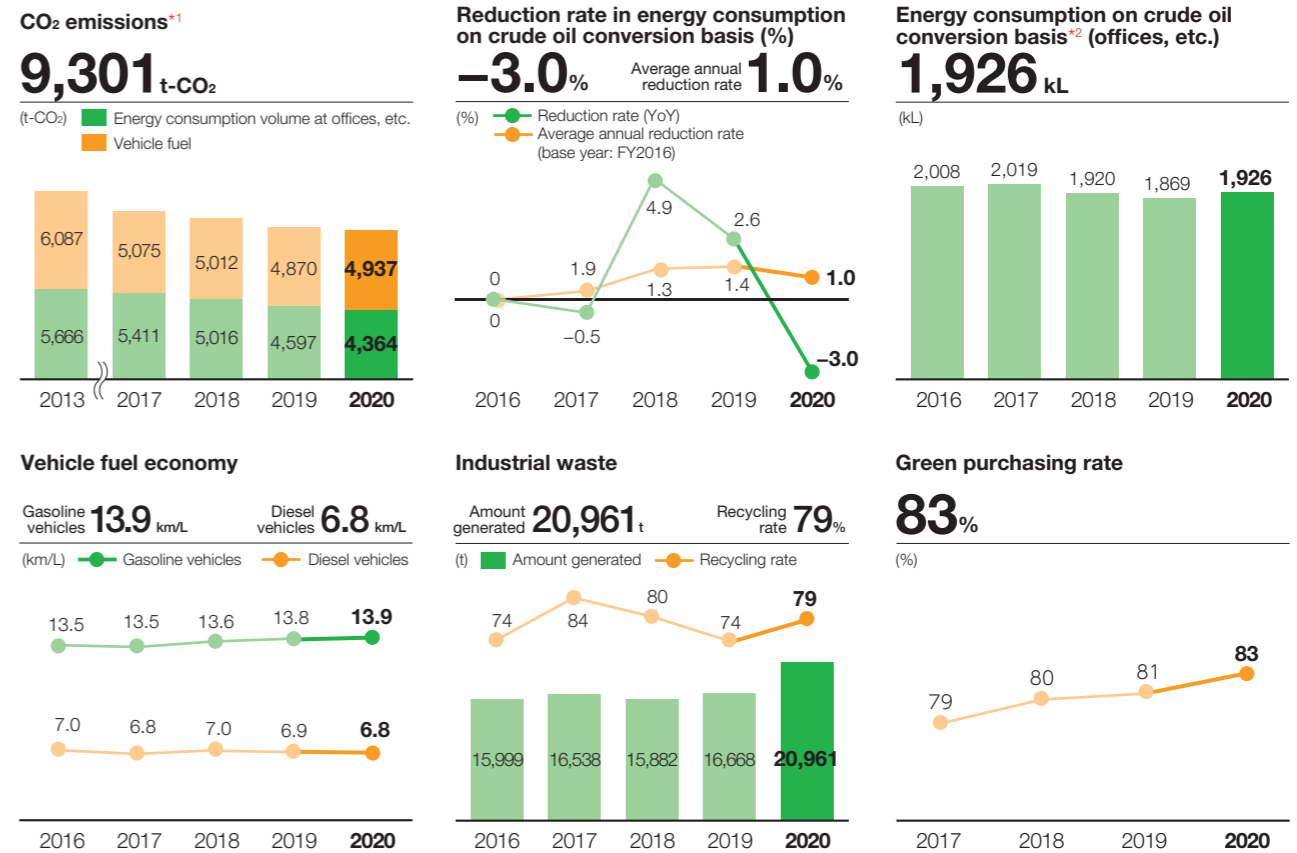 CO2 emissions*1
9,301 t-CO2
(t-CO2) Energy consumption volume at offices, etc.
Vehicle fuel
6,087 5,075 5,012 4,870 4,937
5,666 5,411 5,016 4,597 4,364
2013 2017 2018 2019 2020
Reduction rate in energy consumption
on crude oil conversion basis (%)
−3.0%
Average annual
reduction rate 1.0%
(%) Reduction rate (YoY)
Average annual reduction rate
(base year: FY2016)
4.9
2.6
0
1.9
1.3
1.4
1.0
0
−0.5
−3.0
2016 2017 2018 2019 2020
Energy consumption on crude oil
conversion basis*2 (offices, etc.)
1,926 kL
(kL)
2,008 2,019 1,920 1,869 1,926
2016 2017 2018 2019 2020
Vehicle fuel economy
Gasoline
vehicles 13.9 km/L
Diesel
vehicles 6.8 km/L
(km/L) Gasoline vehicles Diesel vehicles
13.5 13.5 13.6 13.8 13.9
7.0 6.8 7.0 6.9 6.8
2016 2017 2018 2019 2020
Industrial waste
Amount
generated 20,961 t
Recycling
rate 79%
(t) Amount generated Recycling rate
74 84 80 74 79
15,999 16,538 15,882 16,668 20,961
2016 2017 2018 2019 2020
Green purchasing rate
83%
(%)
79 80 81 83
2017 2018 2019 2020